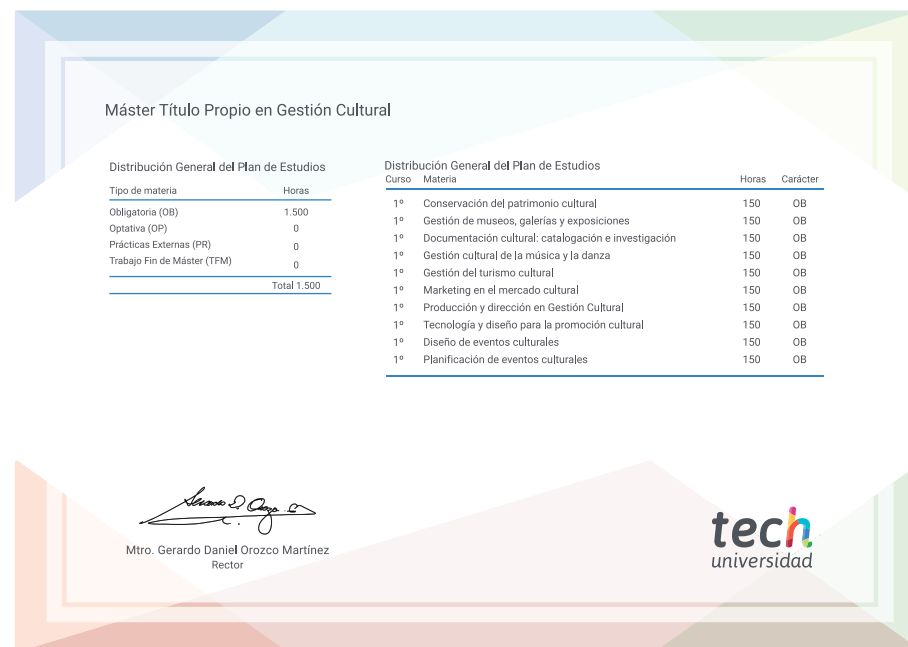 Máster Título Propio en Gestión Cultural
Distribución General del Plan de Estudios
Tipo de materia Horas
Obligatoria (OB) 1.500
Optativa (OP) 0
Prácticas Externas (PR) 0
Trabajo Fin de Máster (TFM) 0
Total 1.500
Distribución General del Plan de Estudios
Curso Materia Horas Carácter
1º Conservación del patrimonio cultural 150 OB
1º Gestión de museos, galerías y exposiciones 150 OB
1º Documentación cultural: catalogación e investigación 150 OB
1º Gestión cultural de la música y la danza 150 OB
1º Gestión del turismo cultural 150 OB
1º Marketing en el mercado cultural 150 OB
1º Producción y dirección en Gestión Cultural 150 OB
1º Tecnología y diseño para la promoción cultural 150 OB
1º Diseño de eventos culturales 150 OB
1º Planificación de eventos culturales 150 OB
Mtro. Gerardo Daniel Orozco Martínez
Rector
tech
universidad